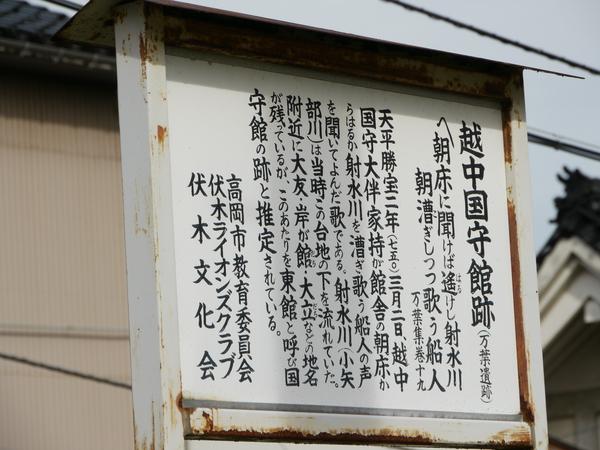 越中国守館跡(万葉遺跡)
へ朝床に聞けば遙けし射水川
朝漕ぎしつつ歌う船人
万葉集巻十九
天平勝宝二年(七五〇)三月二日、越中
国守大伴家持が館舎の朝床か
らはるか射水川を漕ぎ歌う船人の声
を聞いてよんだ歌である。射水川(小矢
部川)は当時この台地の下を流れていた。
附近に大友・岸が館・大立などの地名
が残っているが、このあたりを東館と呼び国
守館の跡と推定されている。
高岡市教育委員会
伏木ライオンズクラブ
伏木文化会